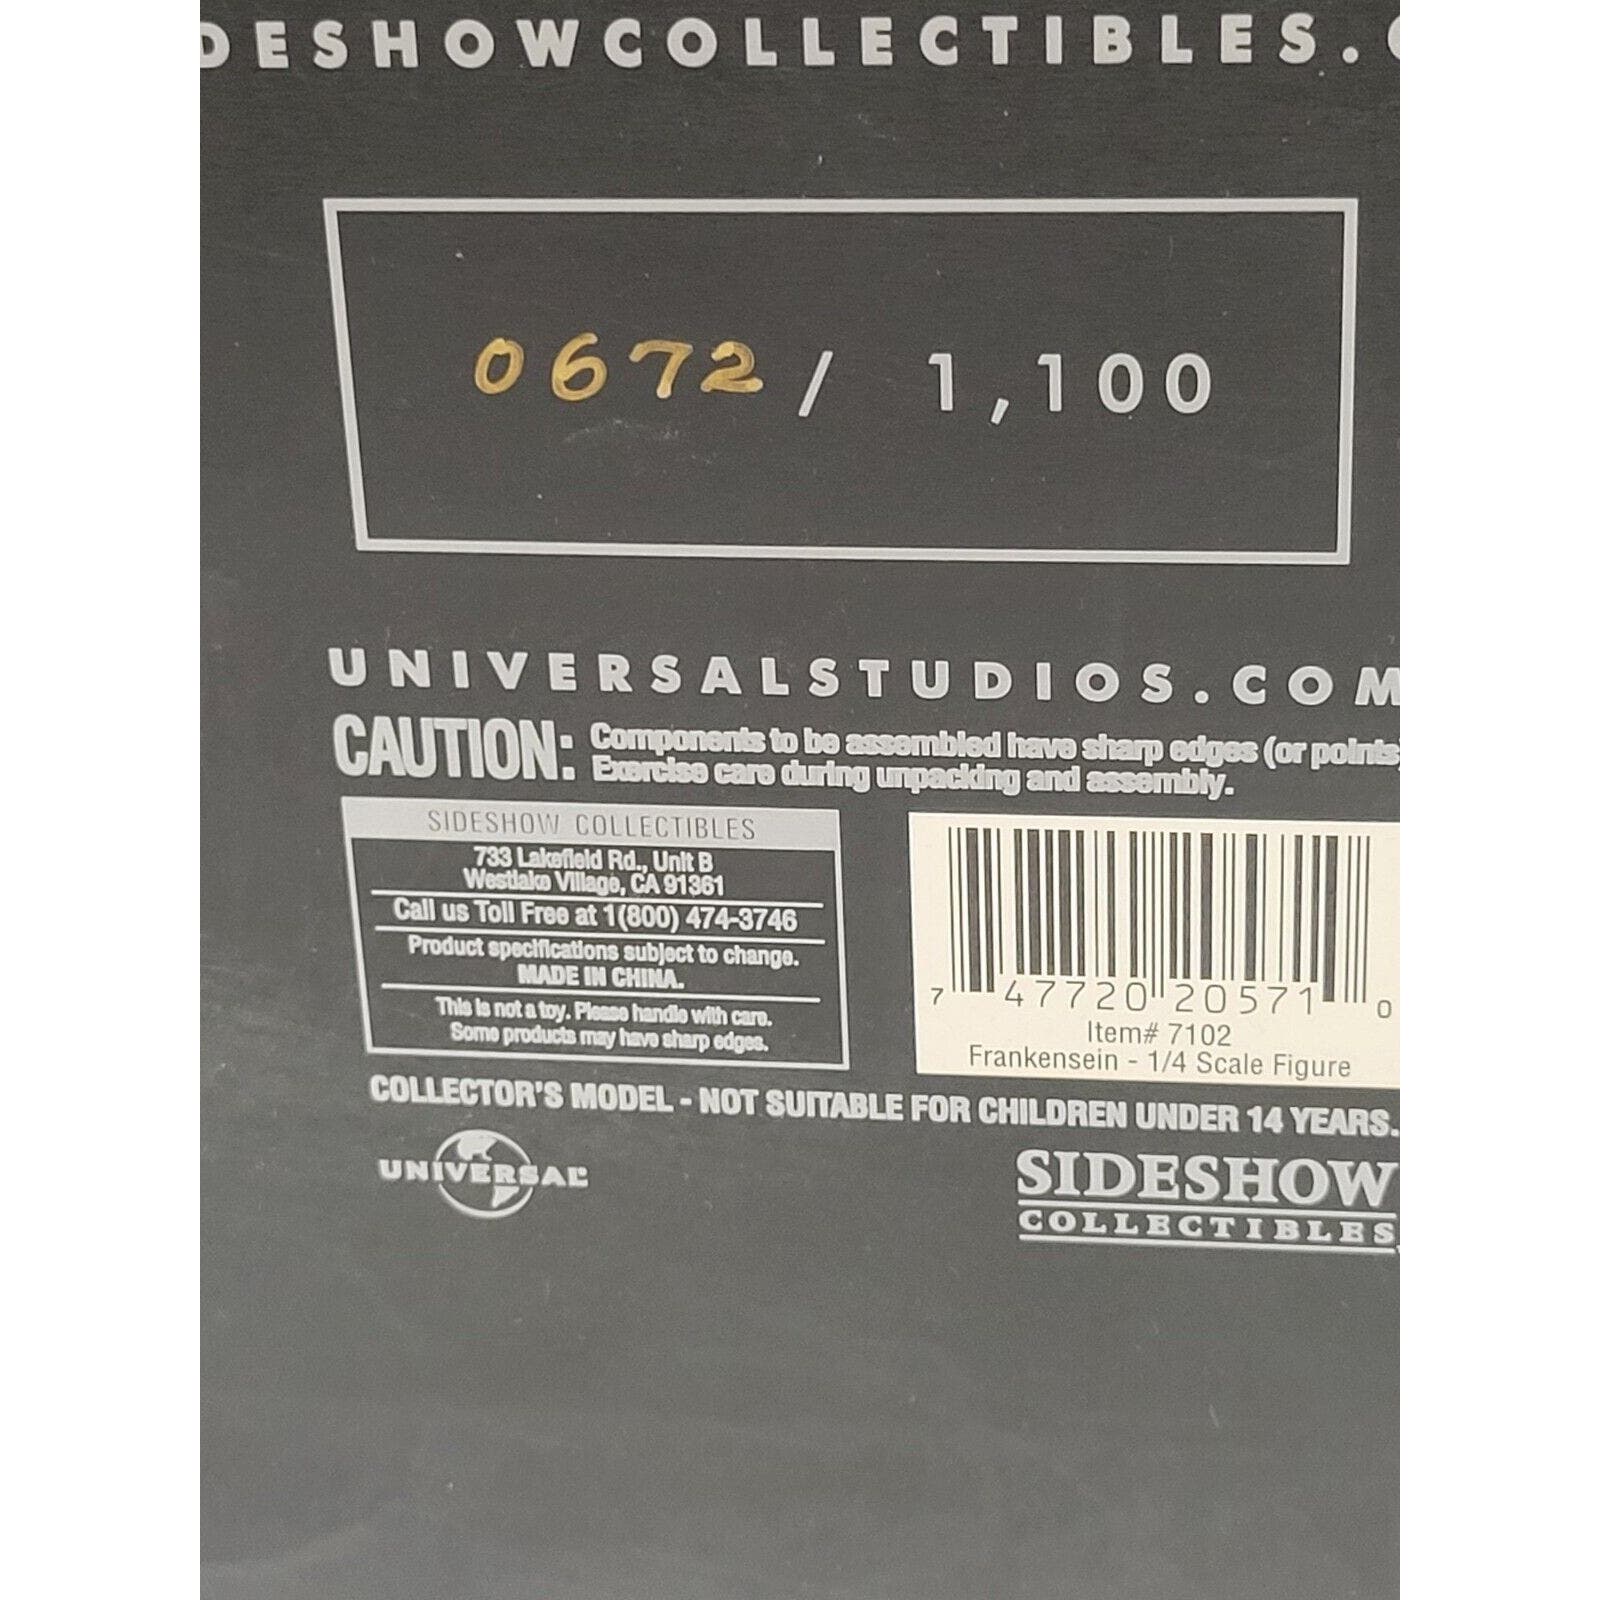 DESHOWCOLLECTIBLES.
0672 / 1,100
UNIVERSALSTUDIOS.COM
CAUTION: Components to be assembled have sharp edges (or points
Exercise care during unpacking and assembly.
SIDESHOW COLLECTIBLES
733 Lakefield Rd., Unit B
Westlake Village, CA 91361
Call us Toll Free at 1(800) 474-3746
Product specifications subject to change.
MADE IN CHINA.
This is not a toy. Please handle with care.
Some products may have sharp edges.
7 47720 20571 0
Item# 7102
Frankensein - 1/4 Scale Figure
COLLECTOR'S MODEL - NOT SUITABLE FOR CHILDREN UNDER 14 YEARS.
UNIVERSAL
SIDESHOW
COLLECTIBLES